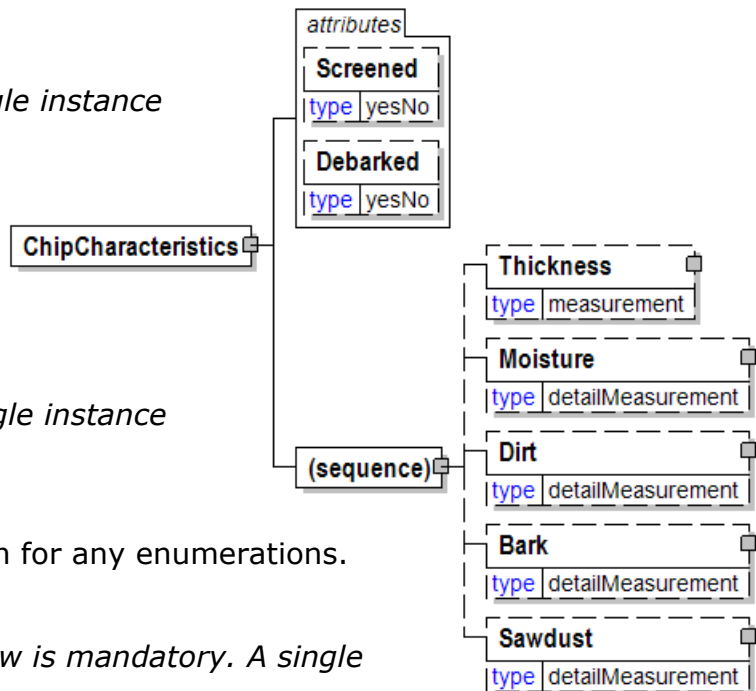 attributes
Screened
type yesNo
Debarked
type yesNo
gle instance
ChipCharacteristics
Thickness
type measurement
Moisture
type detailMeasurement
gle instance
(sequence)
Dirt
type detailMeasurement
n for any enumerations.
Bark
type detailMeasurement
w is mandatory. A single
Sawdust
type detailMeasurement